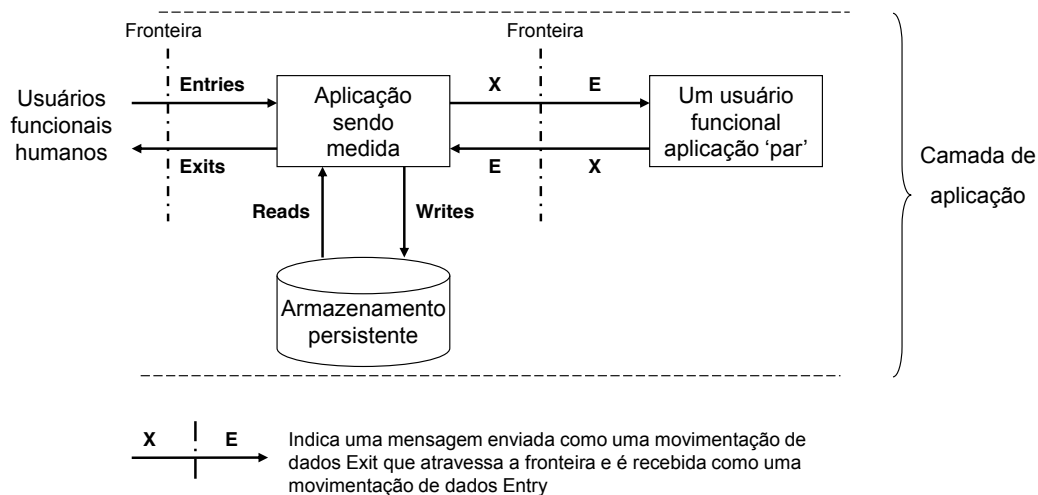 Fronteira
Fronteira
Usuários
funcionais
humanos
Entries
Exits
Aplicação
sendo
medida
X
E
E
X
Um usuário
funcional
aplicação 'par'
Camada de
aplicação
Reads
Writes
Armazenamento
persistente
X
E
Indica uma mensagem enviada como uma movimentação de
dados Exit que atravessa a fronteira e é recebida como uma
movimentação de dados Entry